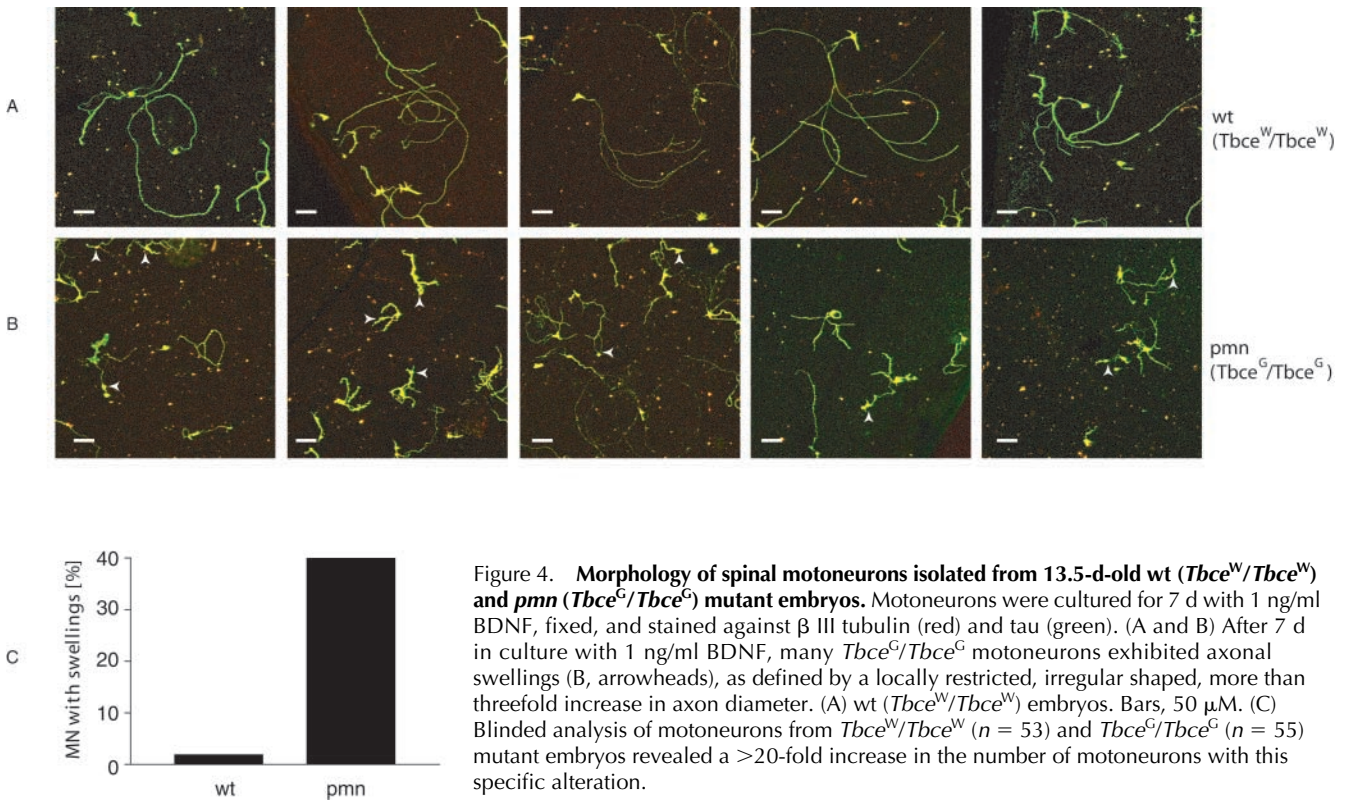 A
wt
(Tbce^W/Tbce^W)
B
pmn
(Tbce^G/Tbce^G)
C
MN with swellings [%]
40
30
20
10
0
wt
pmn
Figure 4. Morphology of spinal motoneurons isolated from 13.5-d-old wt (Tbce^W/Tbce^W)
and pmn (Tbce^G/Tbce^G) mutant embryos. Motoneurons were cultured for 7 d with 1 ng/ml
BDNF, fixed, and stained against β III tubulin (red) and tau (green). (A and B) After 7 d
in culture with 1 ng/ml BDNF, many Tbce^G/Tbce^G motoneurons exhibited axonal
swellings (B, arrowheads), as defined by a locally restricted, irregular shaped, more than
threefold increase in axon diameter. (A) wt (Tbce^W/Tbce^W) embryos. Bars, 50 μM. (C)
Blinded analysis of motoneurons from Tbce^W/Tbce^W (n = 53) and Tbce^G/Tbce^G (n = 55)
mutant embryos revealed a >20-fold increase in the number of motoneurons with this
specific alteration.